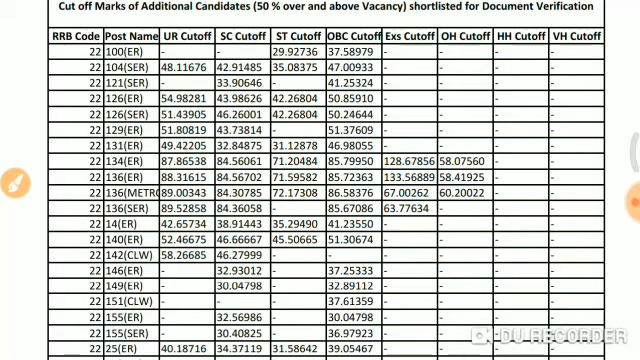 Cut off Marks of Additional Candidates (50 % over and above Vacancy) shortlisted for Document Verification
RRB Code Post Name UR Cutoff SC Cutoff ST Cutoff OBC Cutoff Exs Cutoff OH Cutoff HH Cutoff VH Cutoff
22 100(ER) - - 29.92736 37.58979 - - - -
22 104(SER) 48.11676 42.91485 35.08375 47.00933 - - - -
22 121(SER) - 33.90646 - 41.25324 - - - -
22 126(ER) 54.98281 43.98626 42.26804 50.85910 - - - -
22 126(SER) 51.43905 46.26001 42.26804 50.24644 - - - -
22 129(ER) 51.80819 43.73814 - 51.37609 - - - -
22 131(ER) 49.42205 32.84875 31.12878 46.98055 - - - -
22 134(ER) 87.86538 84.56061 71.20484 85.79950 128.67856 58.07560 - -
22 136(ER) 88.31615 84.56702 71.59582 85.72363 133.56889 58.41925 - -
22 136(METRO 89.00343 84.30785 72.17308 86.58376 67.00262 60.20022 - -
22 136(SER) 89.52858 84.36058 - 85.67086 63.77634 - - -
22 14(ER) 42.65734 38.91443 35.29490 41.23550 - - - -
22 140(ER) 52.46675 46.66667 45.50665 51.30674 - - - -
22 142(CLW) 58.26685 46.27999 - - - - - -
22 146(ER) - 32.93012 - 37.25333 - - - -
22 149(ER) - 30.04798 - 32.89112 - - - -
22 151(CLW) - - - 37.61359 - - - -
22 155(ER) - 32.56986 - 30.04798 - - - -
22 155(SER) - 30.40825 - 36.97923 - - - -
22 25(ER) 40.18716 34.37119 31.58642 39.05467 - - - -
DU RECORDER